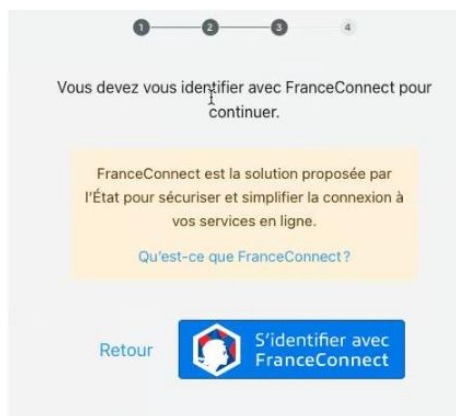 1 2 3 4
Vous devez vous identifier avec FranceConnect pour
continuer.
FranceConnect est la solution proposée par
l'État pour sécuriser et simplifier la connexion à
vos services en ligne.
Qu'est-ce que FranceConnect?
Retour
S'identifier avec
FranceConnect